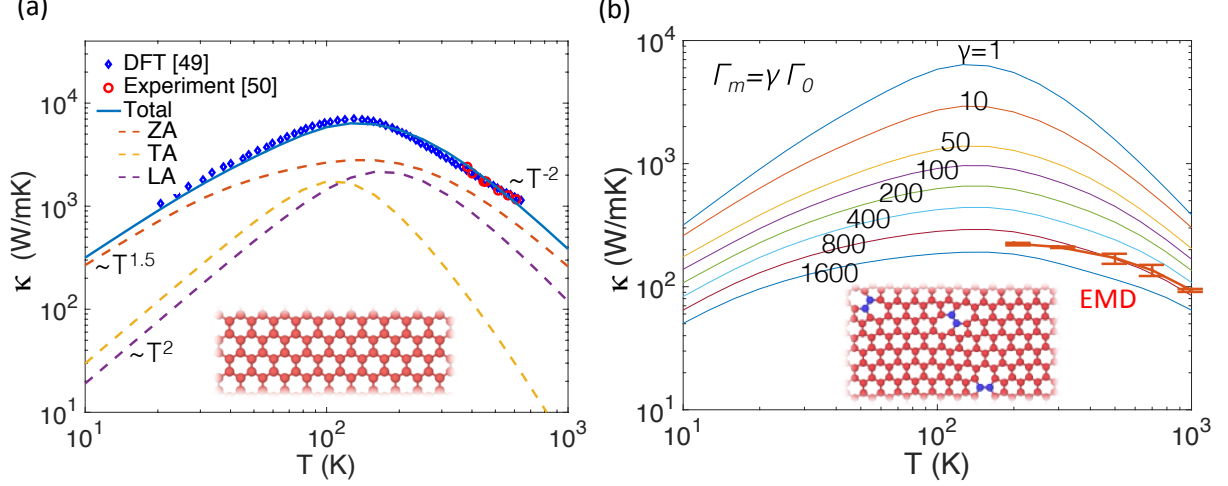 (a)
10^4
10^3
10^2
10^1
κ (W/mK)
DFT [49]
Experiment [50]
Total
ZA
TA
LA
~T^-2
~T^1.5
~T^2
10^1
10^2
10^3
T (K)
(b)
10^4
10^3
10^2
10^1
κ (W/mK)
Γ_m=γ Γ_0
γ=1
10
50
100
200
400
800
1600
EMD
10^1
10^2
10^3
T (K)